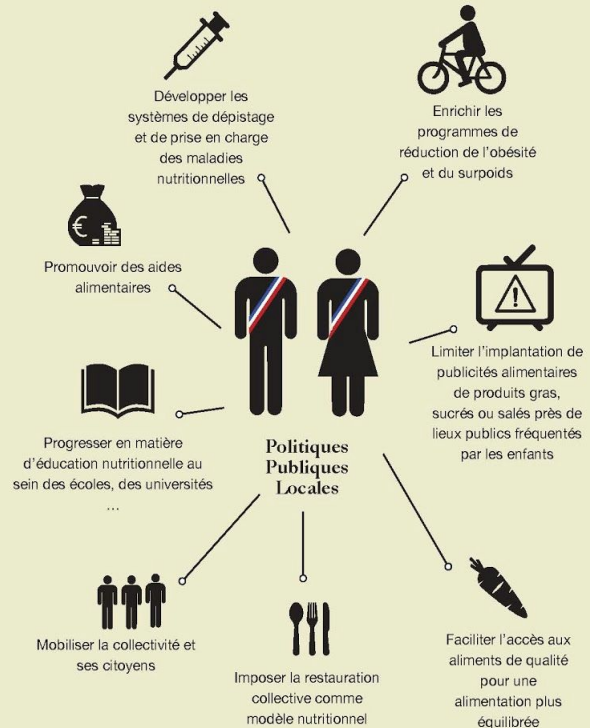 Développer les
systèmes de dépistage
et de prise en charge
des maladies
nutritionnelles
Enrichir les
programmes de
réduction de l'obésité
et du surpoids
€
Promouvoir des aides
alimentaires
Limiter l'implantation de
publicités alimentaires
de produits gras,
sucrés ou salés près de
lieux publics fréquentés
par les enfants
Progresser en matière
d'éducation nutritionnelle au
sein des écoles, des universités
...
Politiques
Publiques
Locales
Mobiliser la collectivité et
ses citoyens
Imposer la restauration
collective comme
modèle nutritionnel
Faciliter l'accès aux
aliments de qualité
pour une
alimentation plus
équilibrée